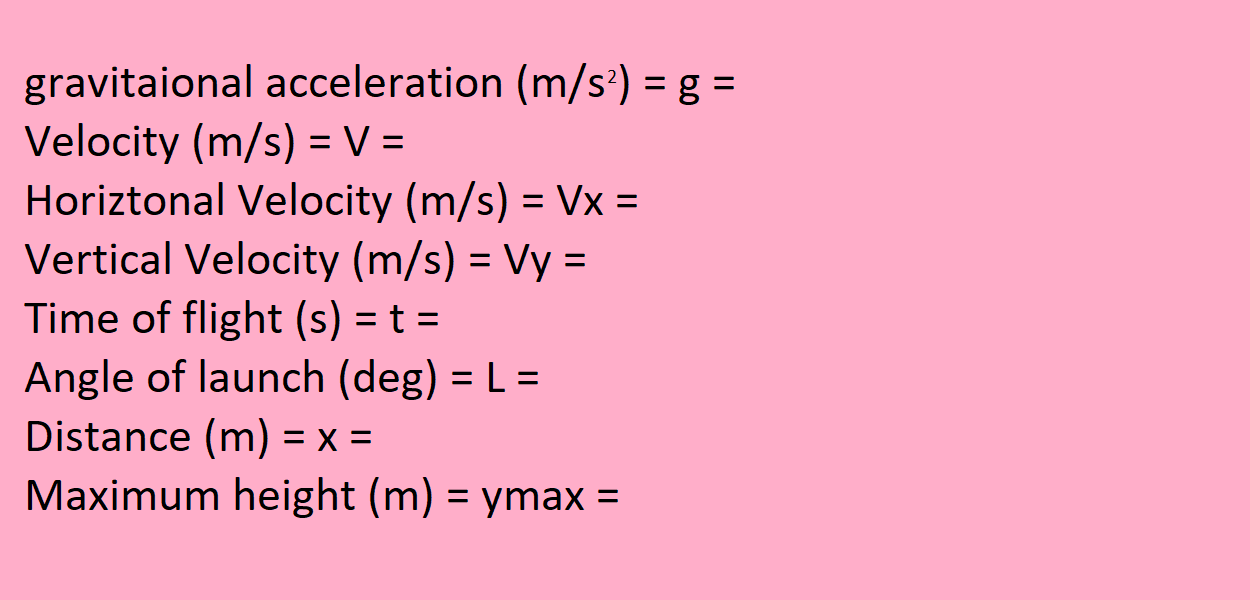 gravitaional acceleration (m/s²) = g =
Velocity (m/s) = V =
Horiztonal Velocity (m/s) = Vx =
Vertical Velocity (m/s) = Vy =
Time of flight (s) = t =
Angle of launch (deg) = L =
Distance (m) = x =
Maximum height (m) = ymax =